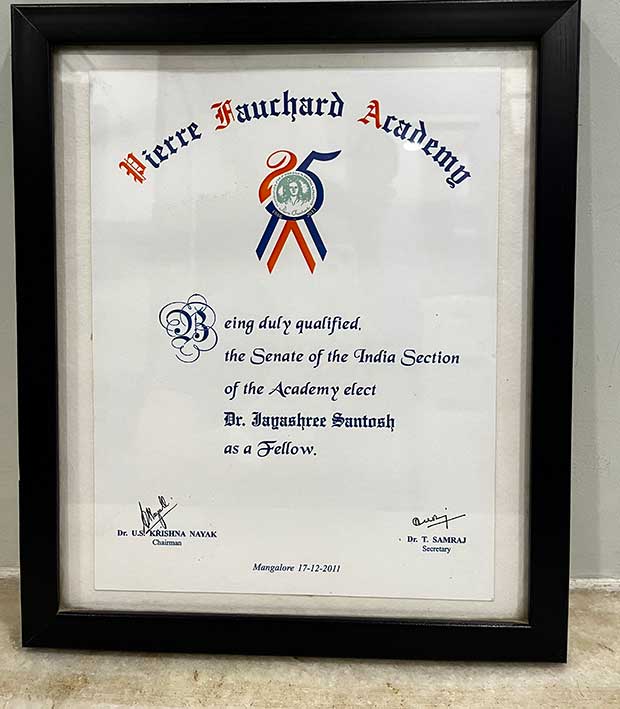 Pierre Fauchard Academy
25
Being duly qualified,
the Senate of the India Section
of the Academy elect
Dr. Jayashree Santosh
as a Fellow.
Dr. U.S. KRISHNA NAYAK
Chairman
Dr. T. SAMRAJ
Secretary
Mangalore 17-12-2011